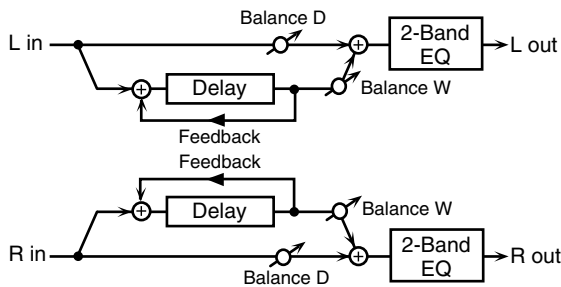 Balance D
L in
2-Band
EQ
L out
Delay
Balance W
Feedback
Feedback
Delay
Balance W
R in
2-Band
EQ
R out
Balance D